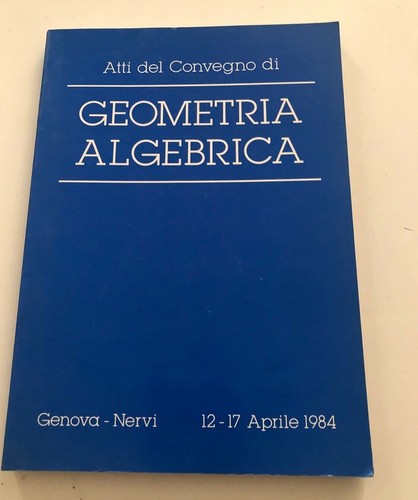 Atti del Convegno di
GEOMETRIA
ALGEBRICA
Genova - Nervi 12-17 Aprile 1984